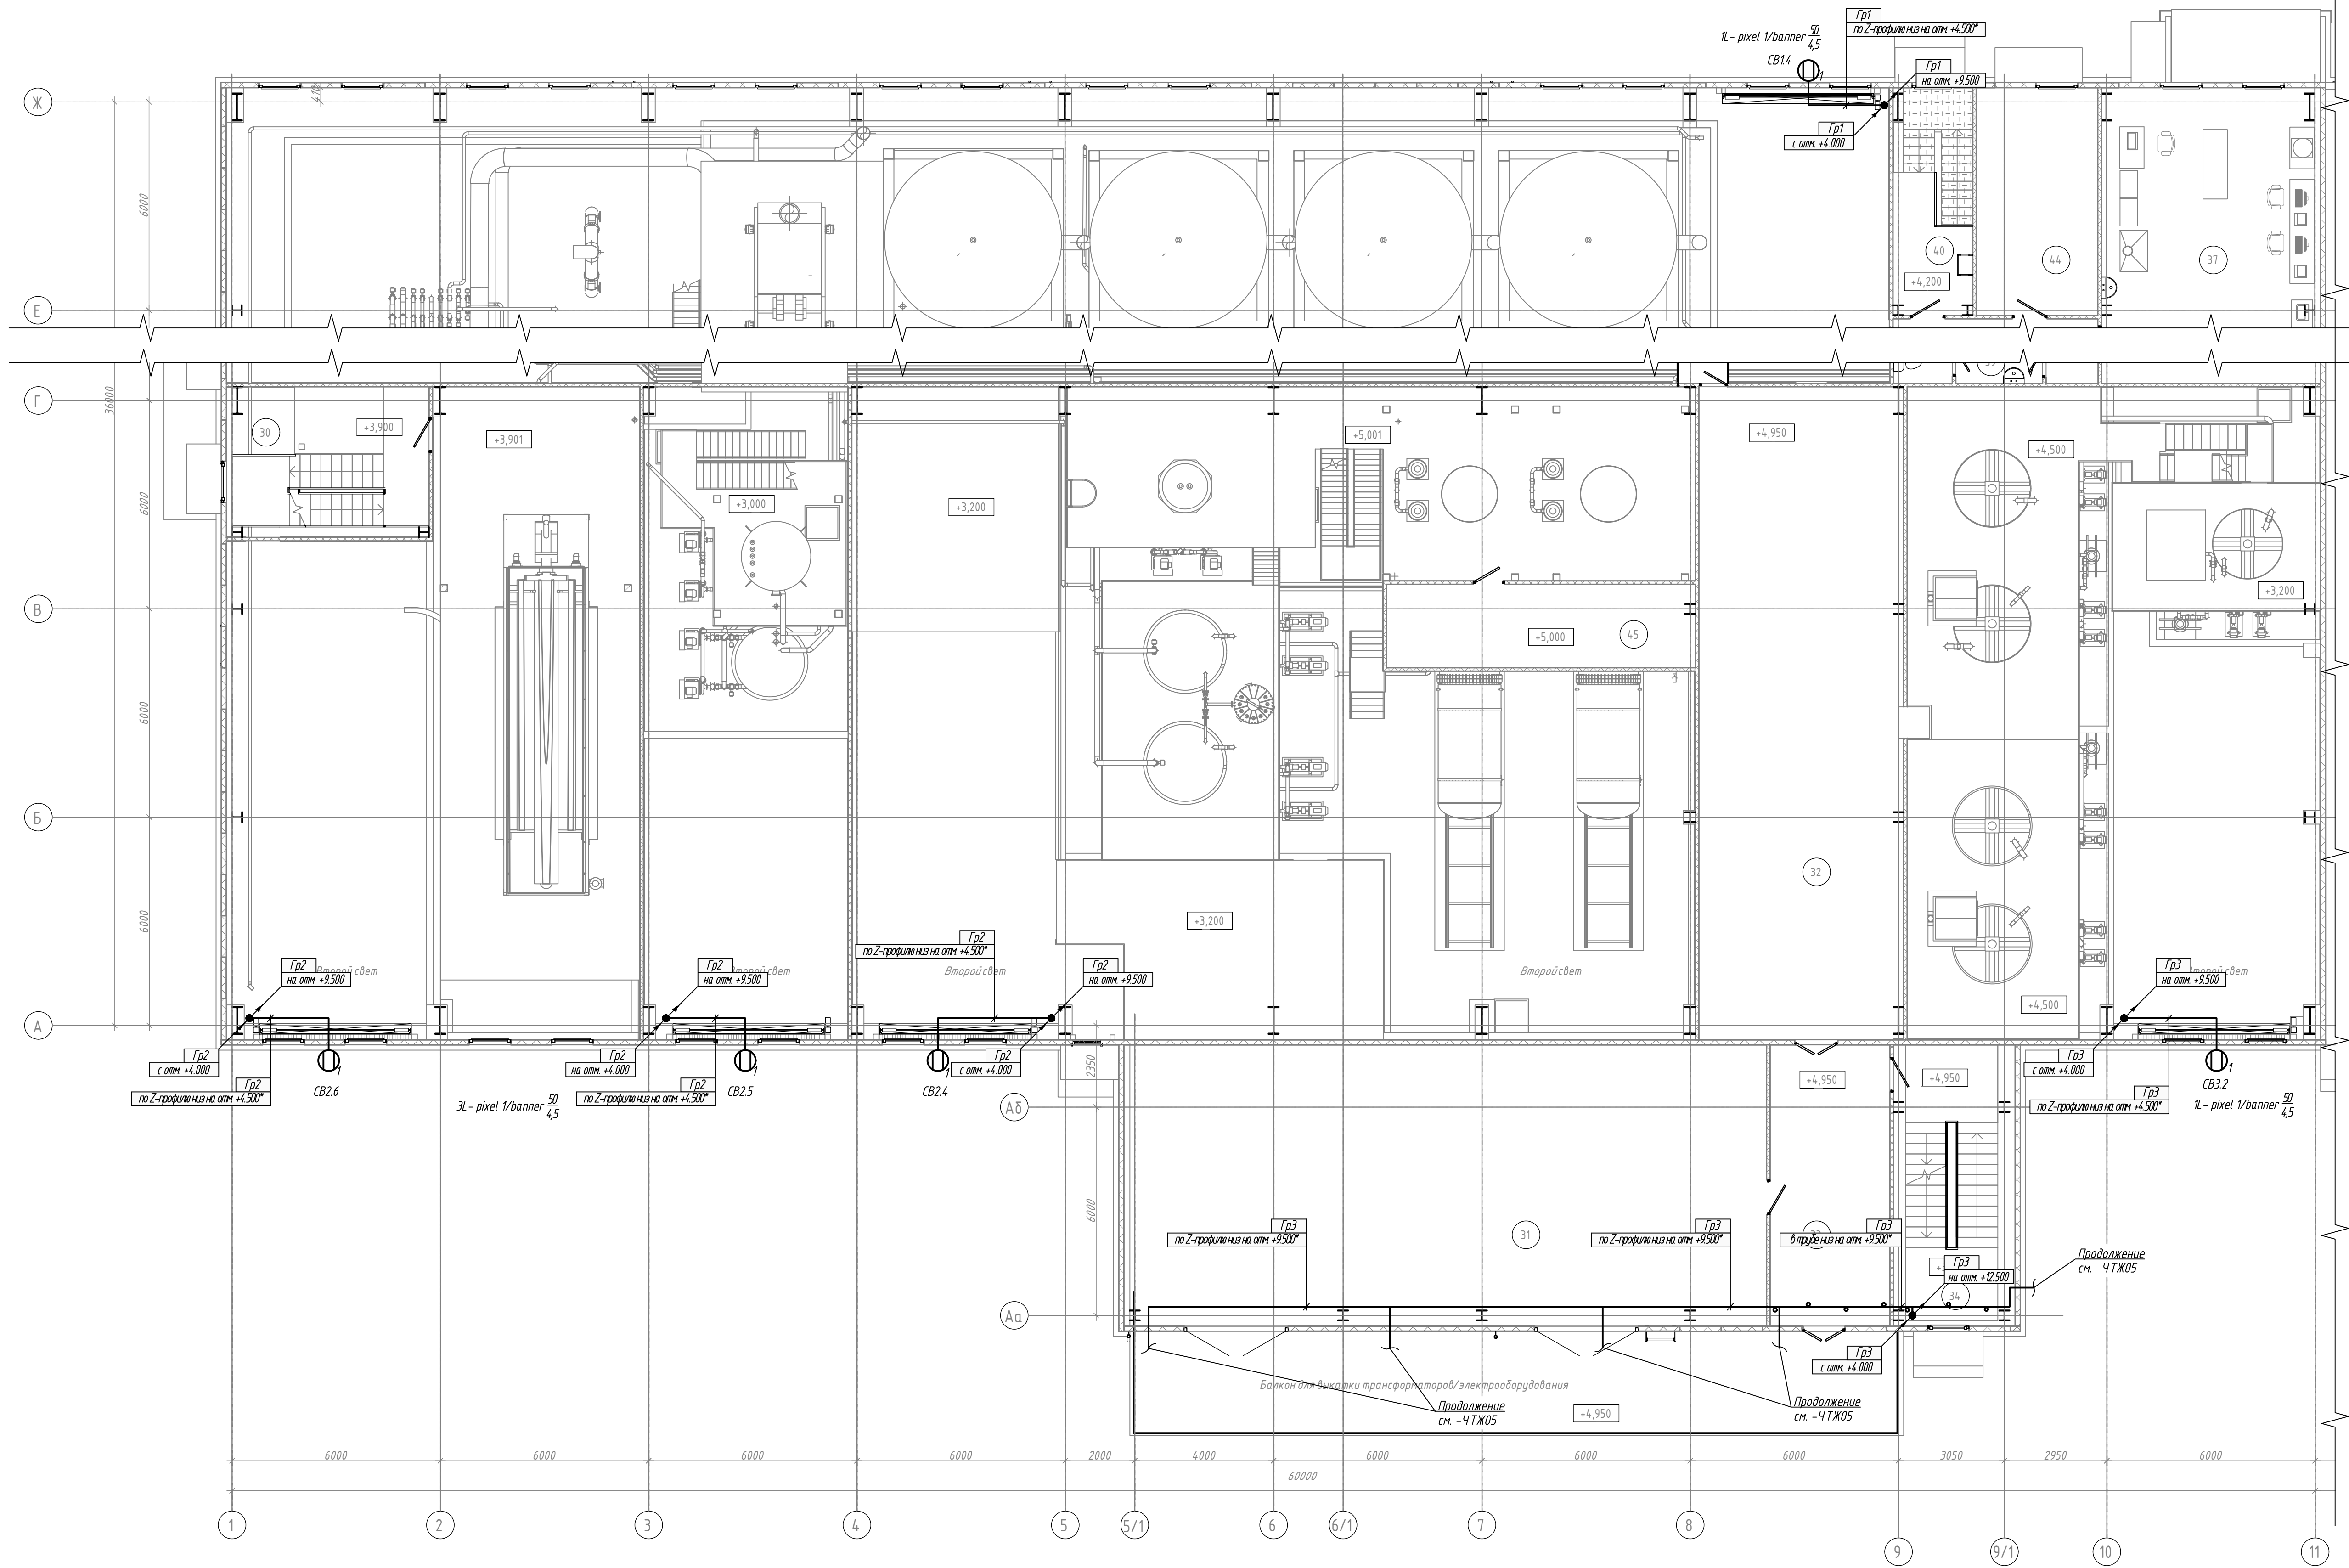 Гр1
по Z-профилю низ на отм. +4.500*
1L- pixel 1/banner 50
4,5
СВ1.4
1
Гр1
на отм. +9.500
Ж
410
Гр1
с отм. +4.000
6000
40
44
37
+4,200
Е
Г
36000
30
+3,900
+3,901
+5,001
+4,950
+4,500
6000
+3,000
+3,200
+3,200
В
+5,000
45
6000
Б
32
6000
+3,200
Гр2
по Z-профилю низ на отм. +4.500*
Гр2
на отм. +9.500
Гр2
на отм. +9.500
Второй свет
Гр2
на отм. +9.500
Второй свет
Гр3
на отм. +9.500
+4,500
А
Гр2
с отм. +4.000
Гр2
по Z-профилю низ на отм. +4.500*
1
СВ2.6
3L- pixel 1/banner 50
4,5
Гр2
на отм. +4.000
Гр2
по Z-профилю низ на отм. +4.500*
1
СВ2.5
1
СВ2.4
Гр2
с отм. +4.000
2350
+4,950
+4,950
Гр3
с отм. +4.000
Гр3
по Z-профилю низ на отм. +4.500*
1
СВ3.2
1L- pixel 1/banner 50
4,5
Аб
6000
Гр3
по Z-профилю низ на отм. +9.500*
31
Гр3
по Z-профилю низ на отм. +9.500*
Гр3
в трубе низ на отм. +9.500*
Продолжение
см. -Ч ТЖ05
Гр3
на отм. +12.500
34
Аа
Гр3
с отм. +4.000
Балкон для выкатки трансформаторов/электрооборудования
Продолжение
см. -Ч ТЖ05
Продолжение
см. -Ч ТЖ05
+4,950
6000 6000 6000 6000 2000 4000 6000 6000 6000 3050 2950 6000
60000
1 2 3 4 5 5/1 6 6/1 7 8 9 9/1 10 11